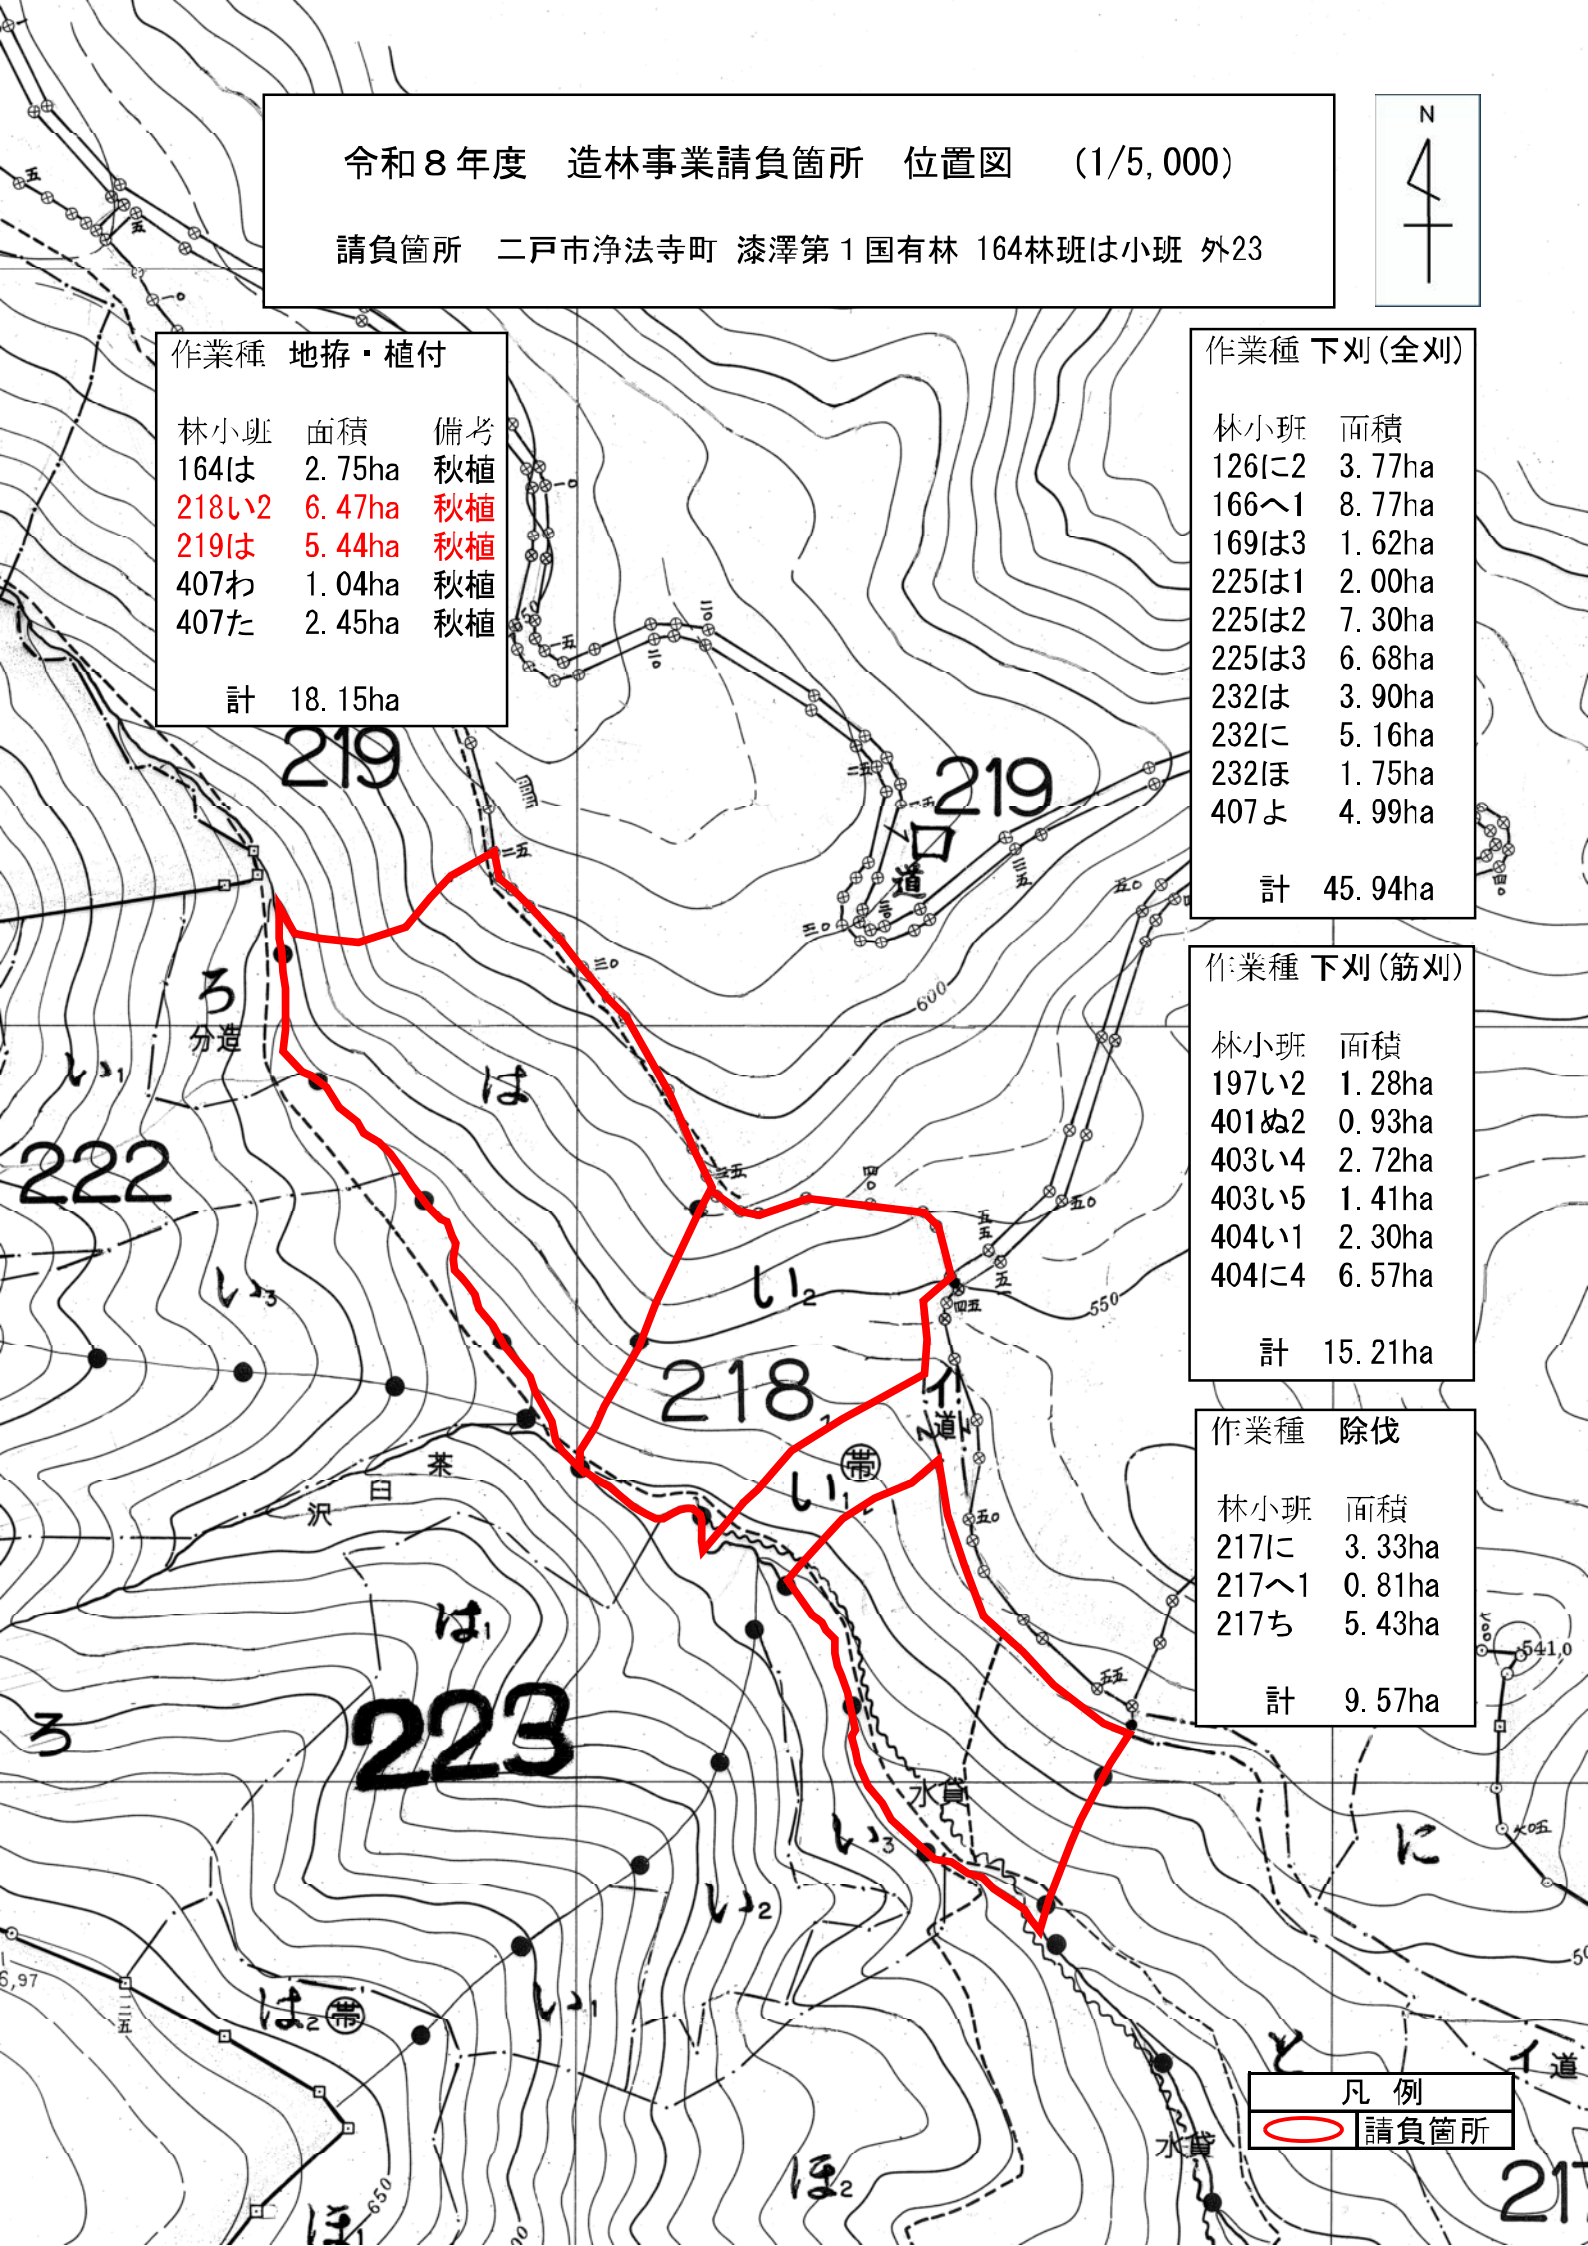 令和８年度　造林事業請負箇所　位置図　（1/5,000）
請負箇所　二戸市浄法寺町 漆澤第１国有林 164林班は小班 外23
N
作業種 地拵・植付
林小班 面積 備考
164は 2.75ha 秋植
218い2 6.47ha 秋植
219は 5.44ha 秋植
407わ 1.04ha 秋植
407た 2.45ha 秋植
計 18.15ha
作業種 下刈(全刈)
林小班 面積
126に2 3.77ha
166へ1 8.77ha
169は3 1.62ha
225は1 2.00ha
225は2 7.30ha
225は3 6.68ha
232は 3.90ha
232に 5.16ha
232ほ 1.75ha
407よ 4.99ha
計 45.94ha
作業種 下刈(筋刈)
林小班 面積
197い2 1.28ha
401ぬ2 0.93ha
403い4 2.72ha
403い5 1.41ha
404い1 2.30ha
404に4 6.57ha
計 15.21ha
作業種 除伐
林小班 面積
217に 3.33ha
217へ1 0.81ha
217ち 5.43ha
計 9.57ha
219
219
ロ
道
600
ろ
分造
い1
は
222
い3
い2
550
218
イ
道
い1
帯
茶
臼
沢
は1
223
ろ
541,0
水貸
い3
に
い2
い1
は2
帯
6,97
と
イ道
水貸
ほ2
ほ1
650
217
凡 例
請負箇所